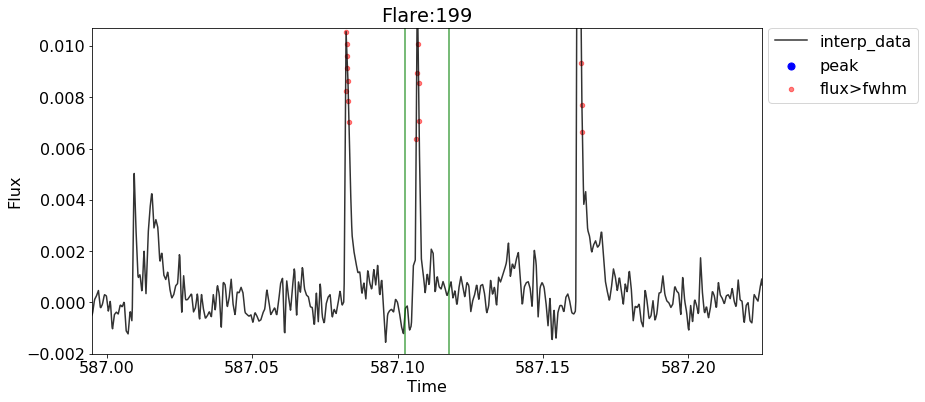 Flare:199
0.010
0.008
0.006
0.004
0.002
0.000
−0.002
Flux
587.00
587.05
587.10
587.15
587.20
Time
interp_data
peak
flux>fwhm